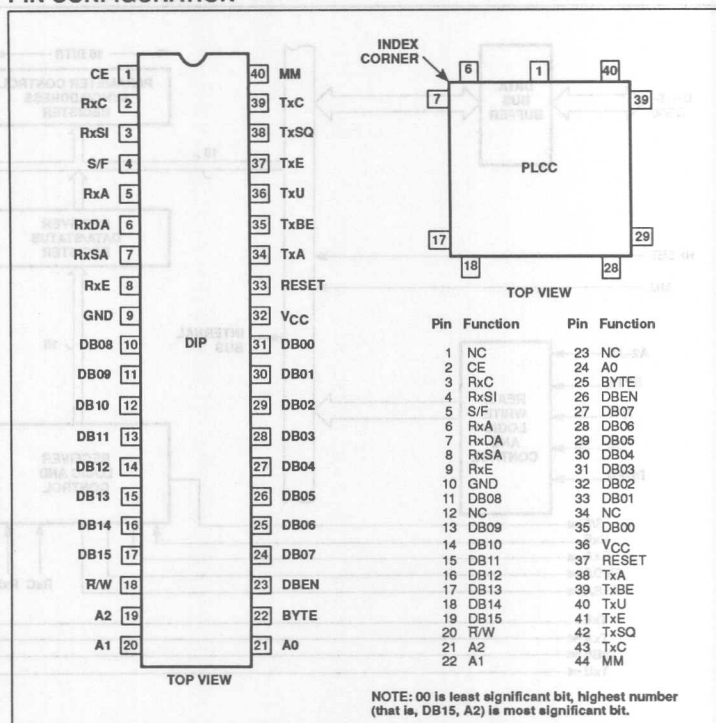 PIN CONFIGURATION
CE 1 40 MM
RxC 2 39 TxC
RxSI 3 38 TxSQ
S/F 4 37 TxE
RxA 5 36 TxU
RxDA 6 35 TxBE
RxSA 7 34 TxA
RxE 8 33 RESET
GND 9 32 VCC
DB08 10 DIP 31 DB00
DB09 11 30 DB01
DB10 12 29 DB02
DB11 13 28 DB03
DB12 14 27 DB04
DB13 15 26 DB05
DB14 16 25 DB06
DB15 17 24 DB07
R̅/W 18 23 DBEN
A2 19 22 BYTE
A1 20 21 A0
TOP VIEW
INDEX
CORNER
6 1 40
7 39
PLCC
17 29
18 28
TOP VIEW
Pin Function Pin Function
1 NC 23 NC
2 CE 24 A0
3 RxC 25 BYTE
4 RxSI 26 DBEN
5 S/F 27 DB07
6 RxA 28 DB06
7 RxDA 29 DB05
8 RxSA 30 DB04
9 RxE 31 DB03
10 GND 32 DB02
11 DB08 33 DB01
12 NC 34 NC
13 DB09 35 DB00
14 DB10 36 VCC
15 DB11 37 RESET
16 DB12 38 TxA
17 DB13 39 TxBE
18 DB14 40 TxU
19 DB15 41 TxE
20 R̅/W 42 TxSQ
21 A2 43 TxC
22 A1 44 MM
NOTE: 00 is least significant bit, highest number
(that is, DB15, A2) is most significant bit.